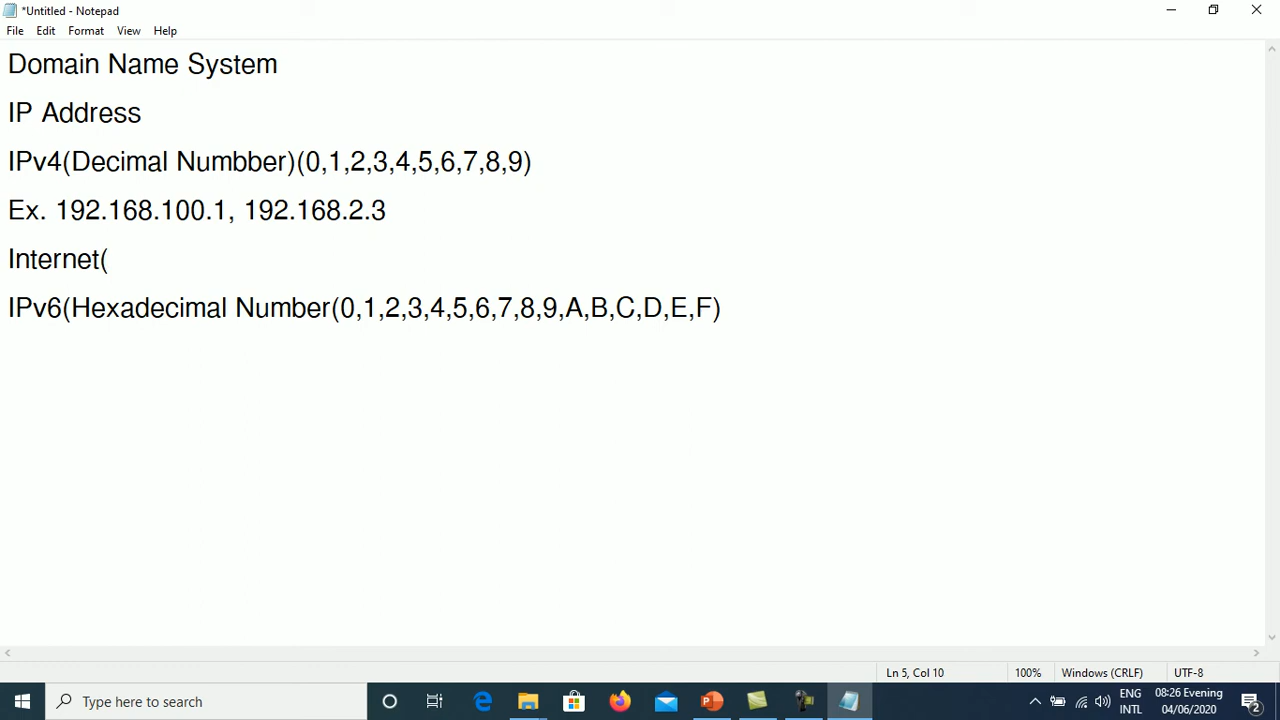 *Untitled - Notepad
File Edit Format View Help
Domain Name System
IP Address
IPv4(Decimal Numbber)(0,1,2,3,4,5,6,7,8,9)
Ex. 192.168.100.1, 192.168.2.3
Internet(
IPv6(Hexadecimal Number(0,1,2,3,4,5,6,7,8,9,A,B,C,D,E,F)
Ln 5, Col 10 100% Windows (CRLF) UTF-8
Type here to search
ENG 08:26 Evening
INTL 04/06/2020 2